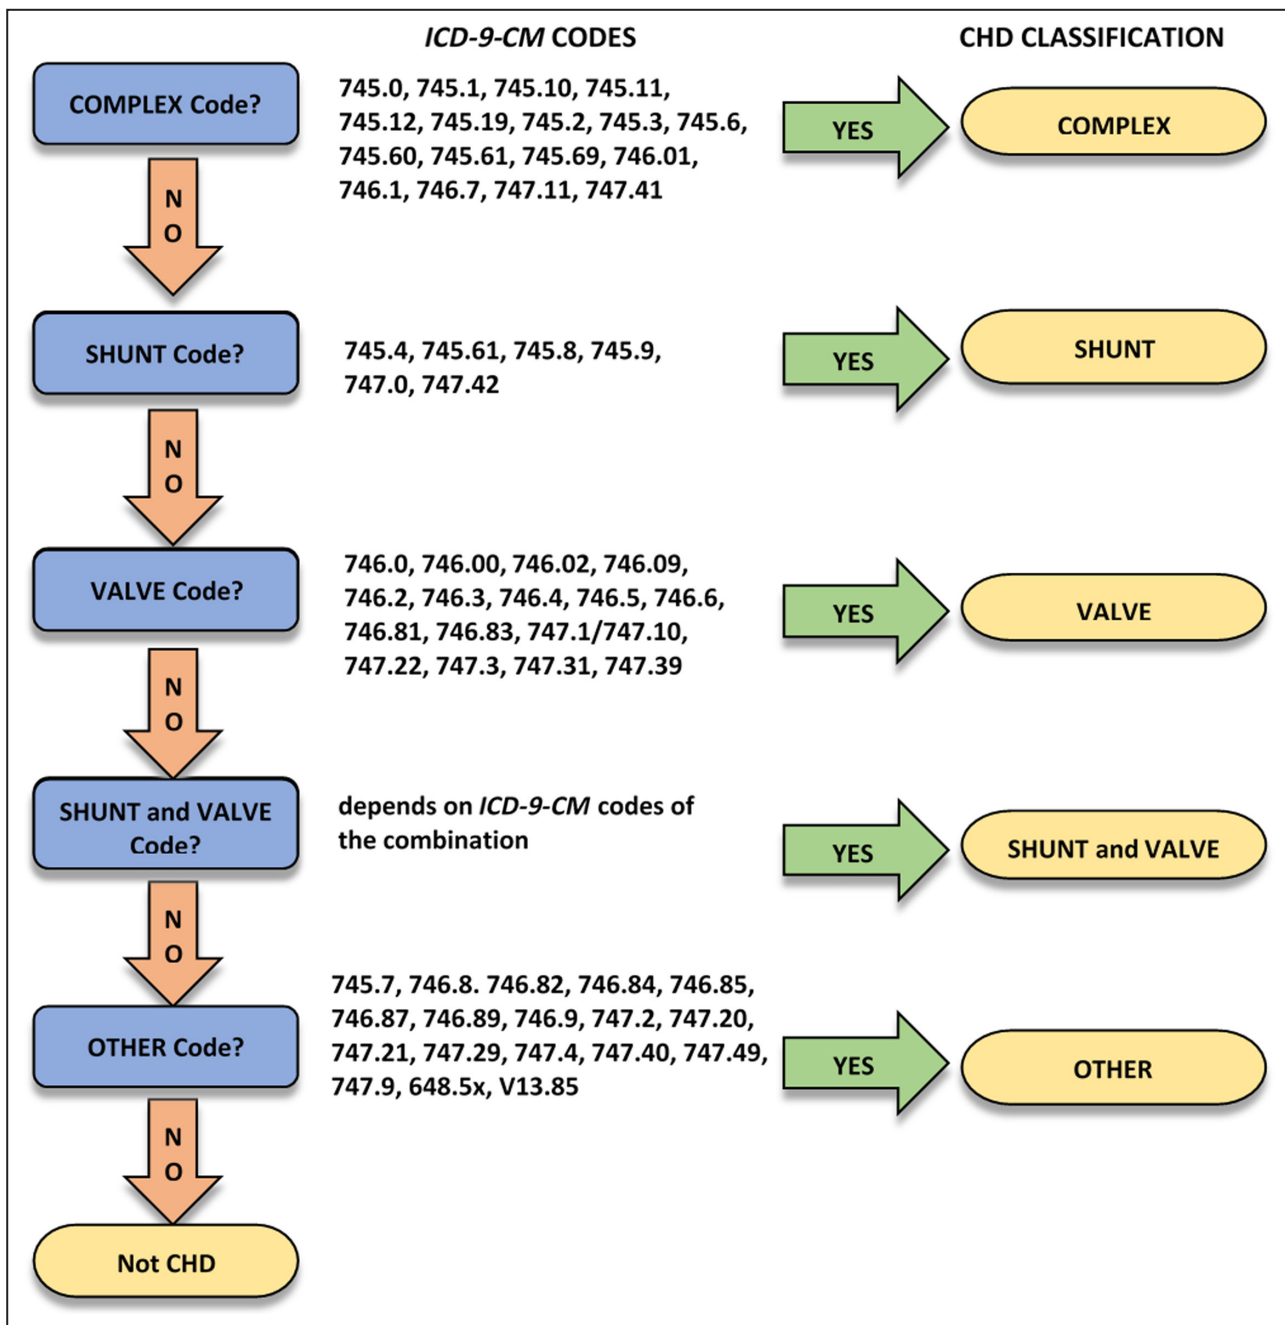 ICD-9-CM CODES
CHD CLASSIFICATION
COMPLEX Code?
745.0, 745.1, 745.10, 745.11,
745.12, 745.19, 745.2, 745.3, 745.6,
745.60, 745.61, 745.69, 746.01,
746.1, 746.7, 747.11, 747.41
YES
COMPLEX
N
O
SHUNT Code?
745.4, 745.61, 745.8, 745.9,
747.0, 747.42
YES
SHUNT
N
O
VALVE Code?
746.0, 746.00, 746.02, 746.09,
746.2, 746.3, 746.4, 746.5, 746.6,
746.81, 746.83, 747.1/747.10,
747.22, 747.3, 747.31, 747.39
YES
VALVE
N
O
SHUNT and VALVE
Code?
depends on ICD-9-CM codes of
the combination
YES
SHUNT and VALVE
N
O
OTHER Code?
745.7, 746.8. 746.82, 746.84, 746.85,
746.87, 746.89, 746.9, 747.2, 747.20,
747.21, 747.29, 747.4, 747.40, 747.49,
747.9, 648.5x, V13.85
YES
OTHER
N
O
Not CHD